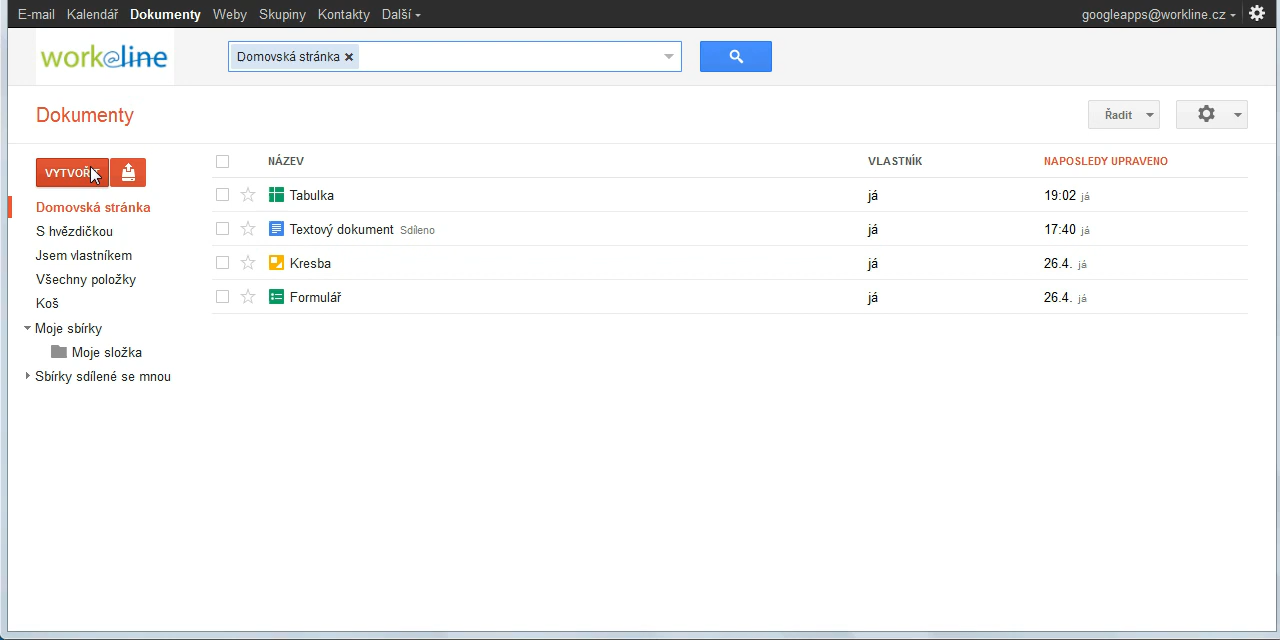 E-mail Kalendář Dokumenty Weby Skupiny Kontakty Další googleapps@workline.cz
work@line Domovská stránka
Dokumenty Řadit
NÁZEV VLASTNÍK NAPOSLEDY UPRAVENO
Tabulka já 19:02 já
Textový dokument Sdíleno já 17:40 já
Kresba já 26.4. já
Formulář já 26.4. já
Domovská stránka
S hvězdičkou
Jsem vlastníkem
Všechny položky
Koš
Moje sbírky
Moje složka
Sbírky sdílené se mnou